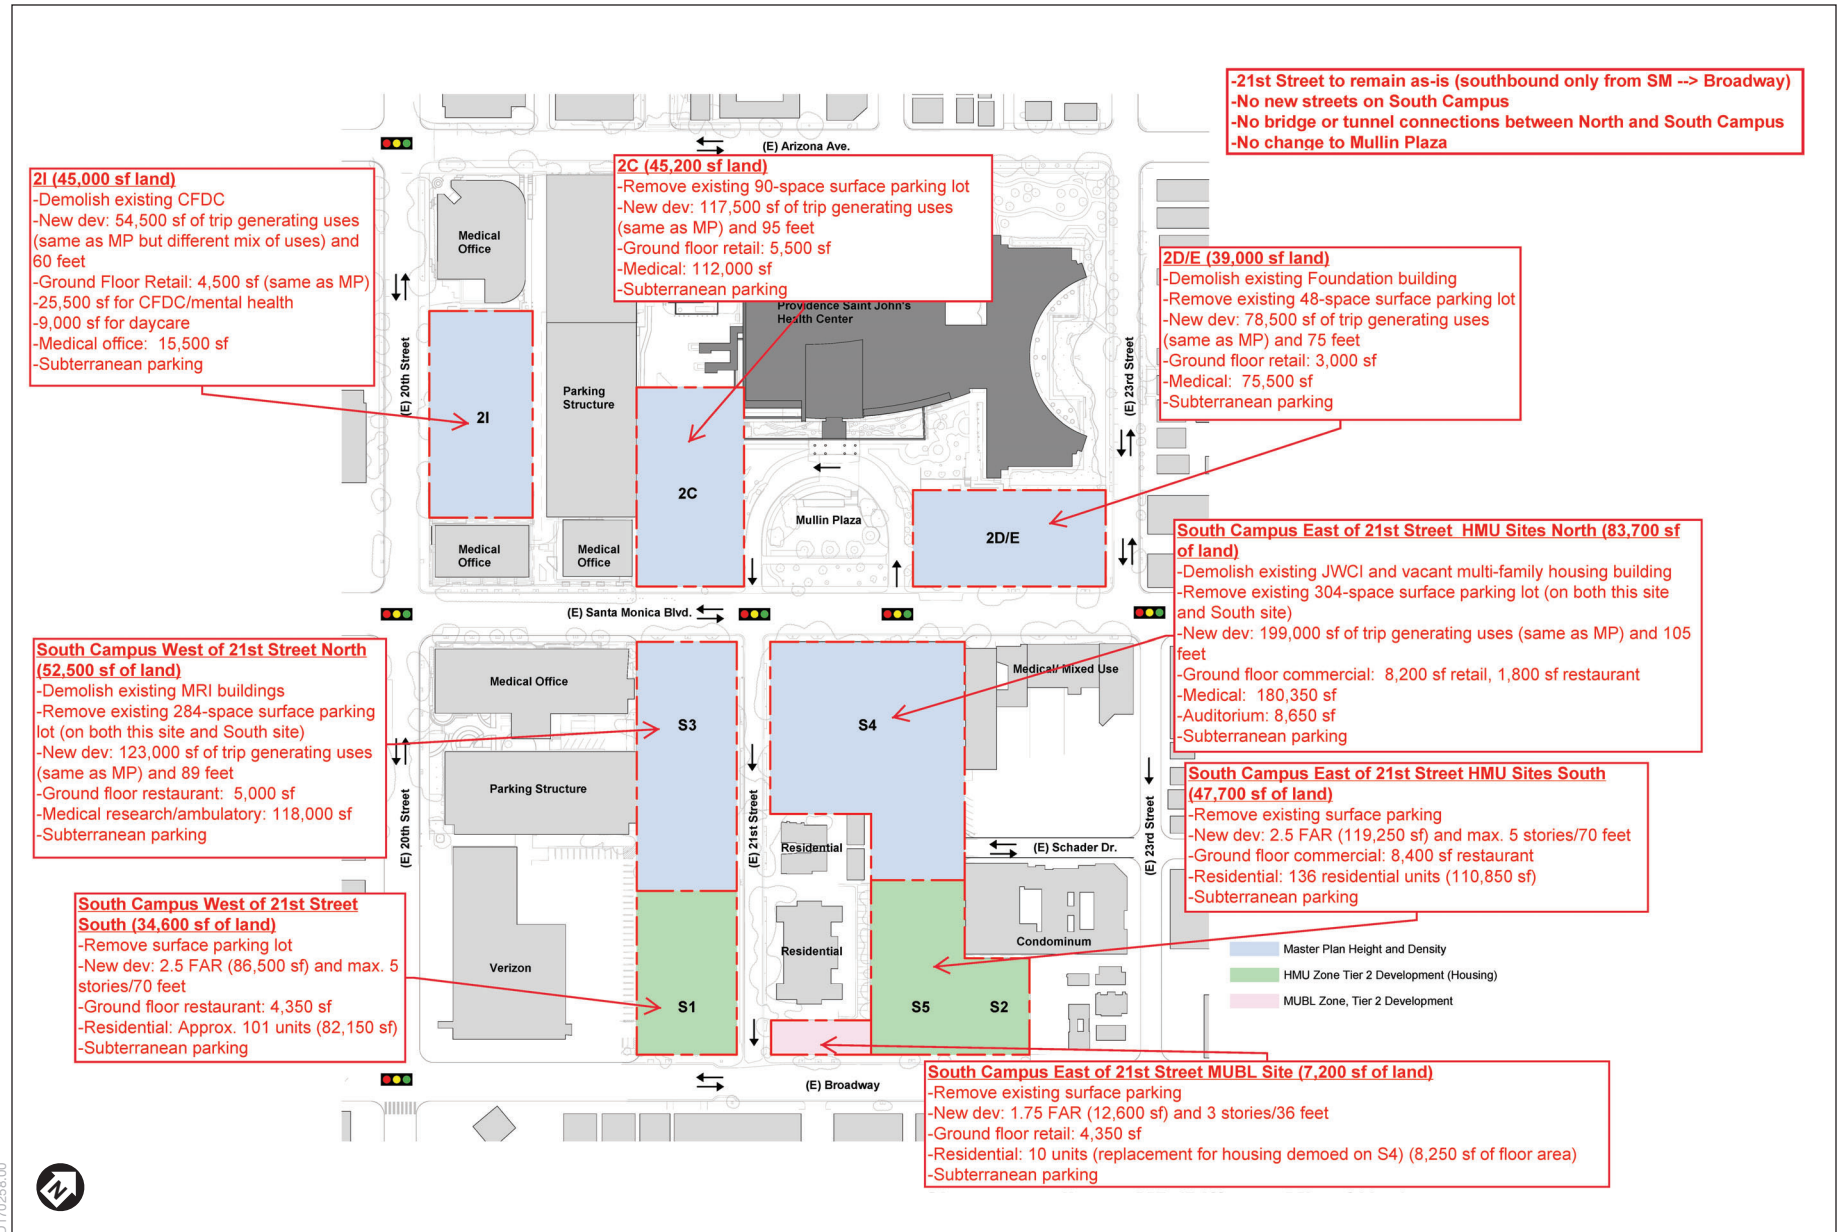 -21st Street to remain as-is (southbound only from SM --> Broadway)
-No new streets on South Campus
-No bridge or tunnel connections between North and South Campus
-No change to Mullin Plaza
(E) Arizona Ave.
2I (45,000 sf land)
-Demolish existing CFDC
-New dev: 54,500 sf of trip generating uses
(same as MP but different mix of uses) and
60 feet
-Ground Floor Retail: 4,500 sf (same as MP)
-25,500 sf for CFDC/mental health
-9,000 sf for daycare
-Medical office: 15,500 sf
-Subterranean parking
2C (45,200 sf land)
-Remove existing 90-space surface parking lot
-New dev: 117,500 sf of trip generating uses
(same as MP) and 95 feet
-Ground floor retail: 5,500 sf
-Medical: 112,000 sf
-Subterranean parking
2D/E (39,000 sf land)
-Demolish existing Foundation building
-Remove existing 48-space surface parking lot
-New dev: 78,500 sf of trip generating uses
(same as MP) and 75 feet
-Ground floor retail: 3,000 sf
-Medical: 75,500 sf
-Subterranean parking
Medical
Office
Providence Saint John's
Health Center
(E) 20th Street
(E) 23rd Street
Parking
Structure
2I
2C
Mullin Plaza
2D/E
Medical
Office
Medical
Office
(E) Santa Monica Blvd.
South Campus East of 21st Street HMU Sites North (83,700 sf
of land)
-Demolish existing JWCI and vacant multi-family housing building
-Remove existing 304-space surface parking lot (on both this site
and South site)
-New dev: 199,000 sf of trip generating uses (same as MP) and 105
feet
-Ground floor commercial: 8,200 sf retail, 1,800 sf restaurant
-Medical: 180,350 sf
-Auditorium: 8,650 sf
-Subterranean parking
South Campus West of 21st Street North
(52,500 sf of land)
-Demolish existing MRI buildings
-Remove existing 284-space surface parking
lot (on both this site and South site)
-New dev: 123,000 sf of trip generating uses
(same as MP) and 89 feet
-Ground floor restaurant: 5,000 sf
-Medical research/ambulatory: 118,000 sf
-Subterranean parking
Medical Office
S3
S4
Medical/ Mixed Use
Parking Structure
(E) 20th Street
(E) 21st Street
(E) 23rd Street
Residential
(E) Schader Dr.
South Campus East of 21st Street HMU Sites South
(47,700 sf of land)
-Remove existing surface parking
-New dev: 2.5 FAR (119,250 sf) and max. 5 stories/70 feet
-Ground floor commercial: 8,400 sf restaurant
-Residential: 136 residential units (110,850 sf)
-Subterranean parking
South Campus West of 21st Street
South (34,600 sf of land)
-Remove surface parking lot
-New dev: 2.5 FAR (86,500 sf) and max. 5
stories/70 feet
-Ground floor restaurant: 4,350 sf
-Residential: Approx. 101 units (82,150 sf)
-Subterranean parking
Verizon
Residential
Condominum
S1
S5
S2
Master Plan Height and Density
HMU Zone Tier 2 Development (Housing)
MUBL Zone, Tier 2 Development
(E) Broadway
South Campus East of 21st Street MUBL Site (7,200 sf of land)
-Remove existing surface parking
-New dev: 1.75 FAR (12,600 sf) and 3 stories/36 feet
-Ground floor retail: 4,350 sf
-Residential: 10 units (replacement for housing demoed on S4) (8,250 sf of floor area)
-Subterranean parking
N